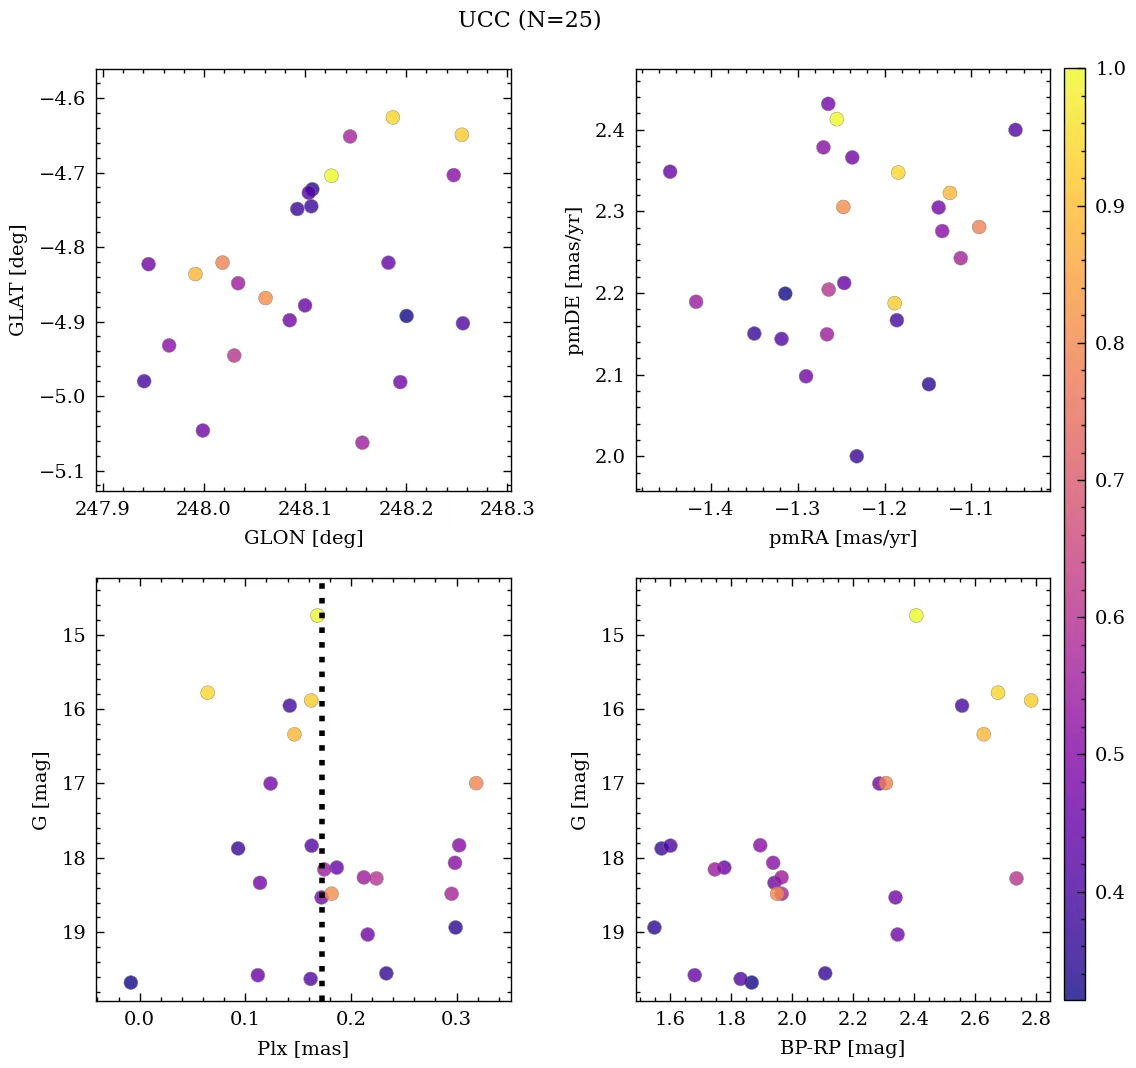 UCC (N=25)
−4.6
−4.7
−4.8
−4.9
−5.0
−5.1
GLAT [deg]
247.9 248.0 248.1 248.2 248.3
GLON [deg]
2.4
2.3
2.2
2.1
2.0
pmDE [mas/yr]
−1.4 −1.3 −1.2 −1.1
pmRA [mas/yr]
15
16
17
18
19
G [mag]
0.0 0.1 0.2 0.3
Plx [mas]
15
16
17
18
19
G [mag]
1.6 1.8 2.0 2.2 2.4 2.6 2.8
BP-RP [mag]
1.0
0.9
0.8
0.7
0.6
0.5
0.4